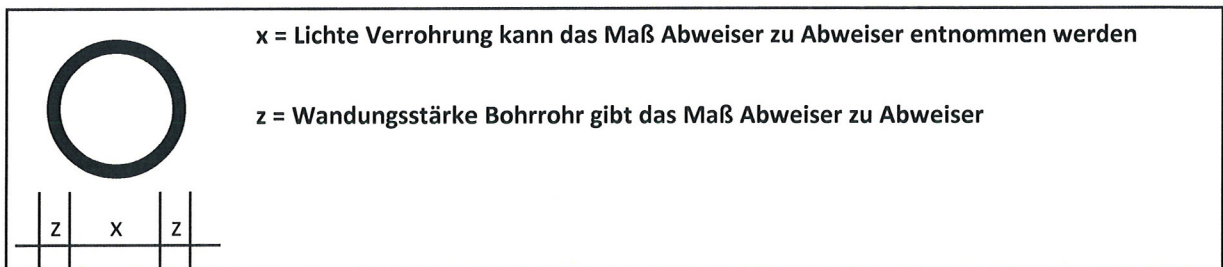 x = Lichte Verrohrung kann das Maß Abweiser zu Abweiser entnommen werden
z = Wandungsstärke Bohrrohr gibt das Maß Abweiser zu Abweiser
z x z